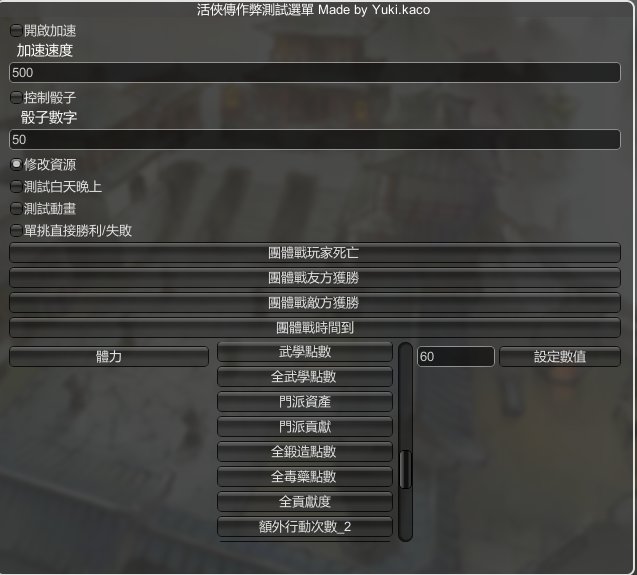 活俠傳作弊測試選單 Made by Yuki.kaco
開啟加速
加速速度
500
控制骰子
骰子數字
50
修改資源
測試白天晚上
測試動畫
單挑直接勝利/失敗
團體戰玩家死亡
團體戰友方獲勝
團體戰敵方獲勝
團體戰時間到
體力
武學點數
60
設定數值
全武學點數
門派資產
門派貢獻
全鍛造點數
全毒藥點數
全貢獻度
額外行動次數_2